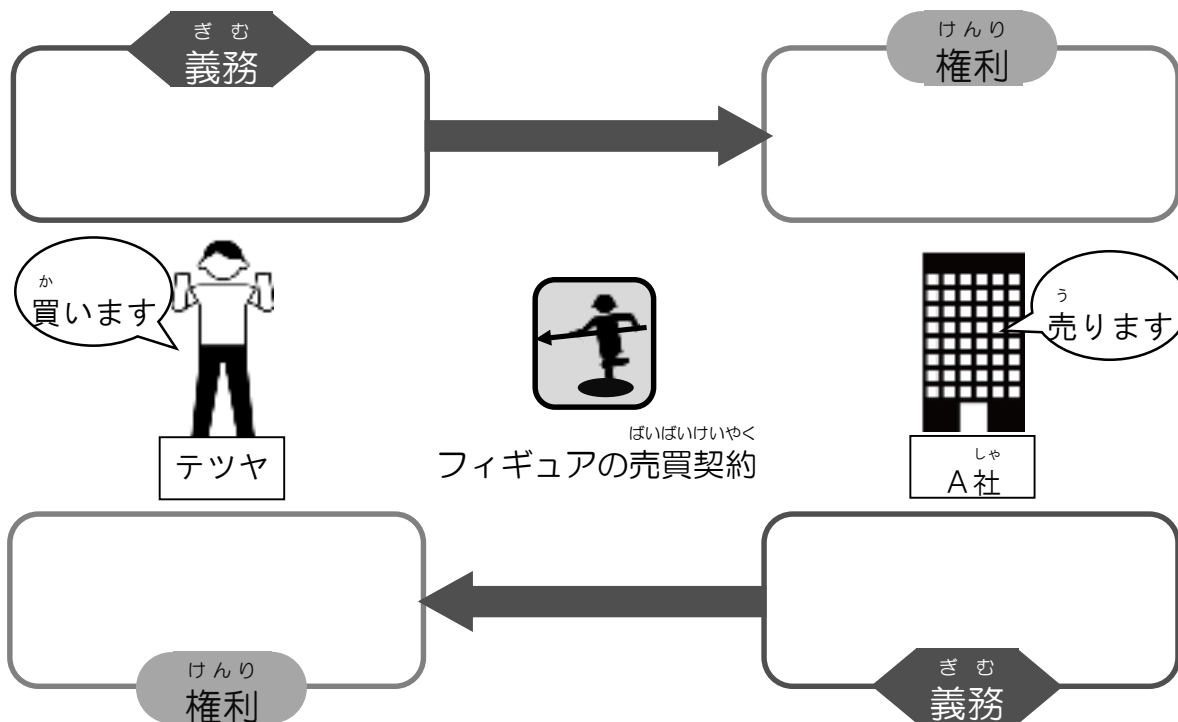 ぎむ
義務
けんり
権利
か
買います
う
売ります
テツヤ
ばいばいけいやく
フィギュアの売買契約
しゃ
A社
けんり
権利
ぎむ
義務